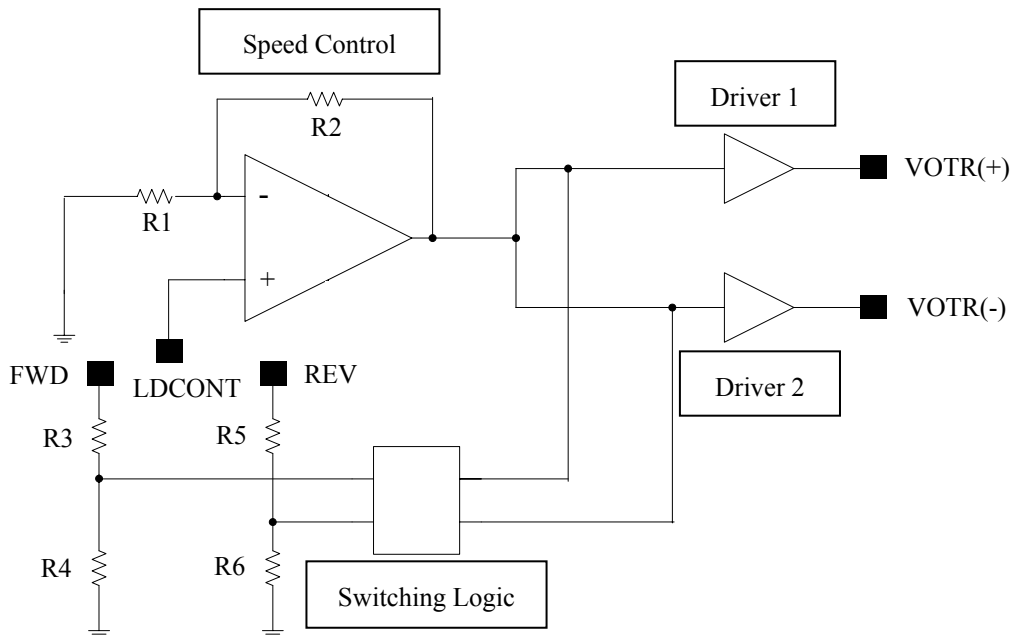 Speed Control
R2
Driver 1
VOTR(+)
-
R1
+
VOTR(-)
FWD
LDCONT
REV
Driver 2
R3
R5
R4
R6
Switching Logic